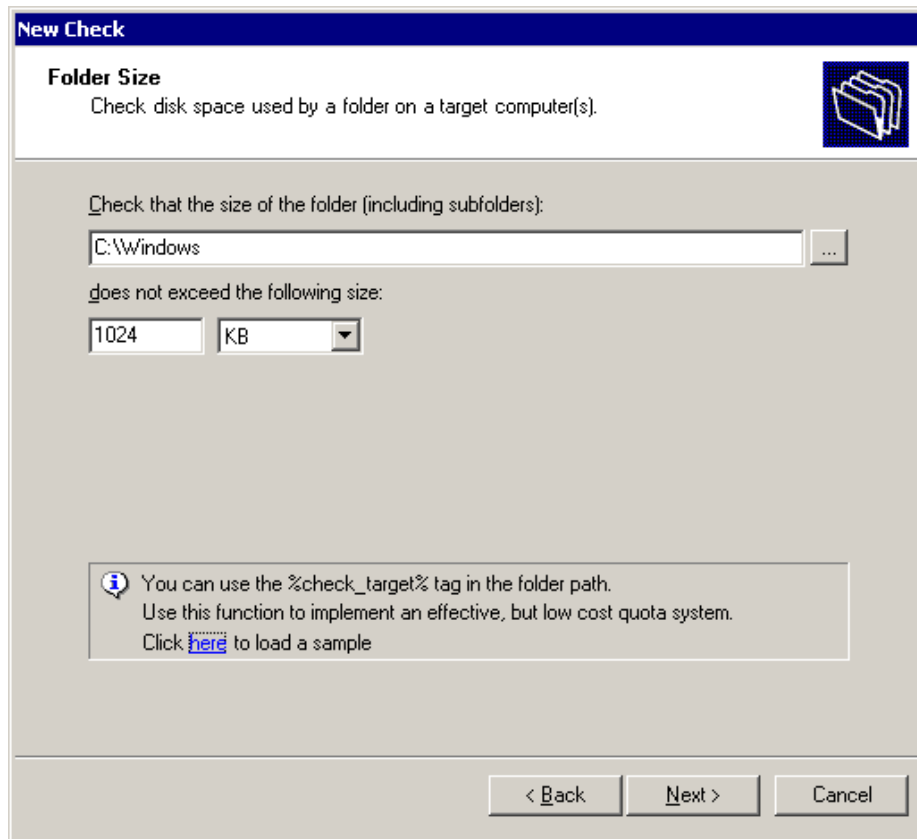 New Check
Folder Size
Check disk space used by a folder on a target computer(s).
Check that the size of the folder (including subfolders):
C:\Windows
...
does not exceed the following size:
1024 KB
You can use the %check_target% tag in the folder path.
Use this function to implement an effective, but low cost quota system.
Click here to load a sample
< Back Next > Cancel